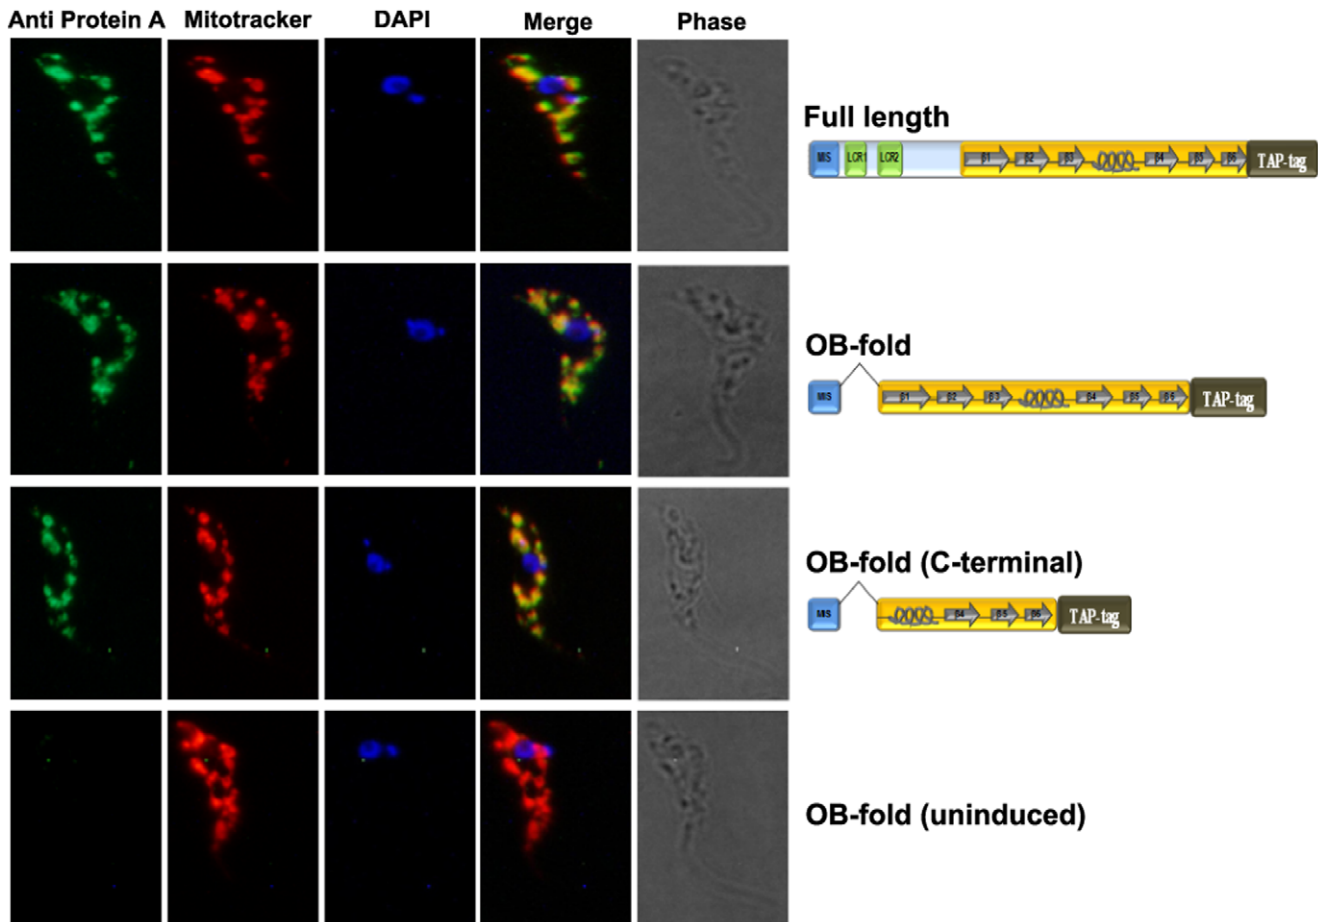 Anti Protein A Mitotracker DAPI Merge Phase
Full length
MIS LCR1 LCR2 β1 β2 β3 β4 β5 β6 TAP-tag
OB-fold
MIS β1 β2 β3 β4 β5 β6 TAP-tag
OB-fold (C-terminal)
MIS β4 β5 β6 TAP-tag
OB-fold (uninduced)